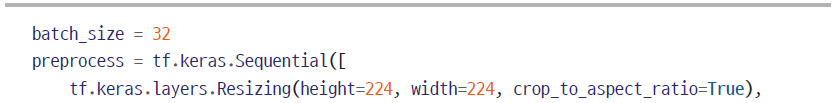 batch_size = 32
preprocess = tf.keras.Sequential([
    tf.keras.layers.Resizing(height=224, width=224, crop_to_aspect_ratio=True),